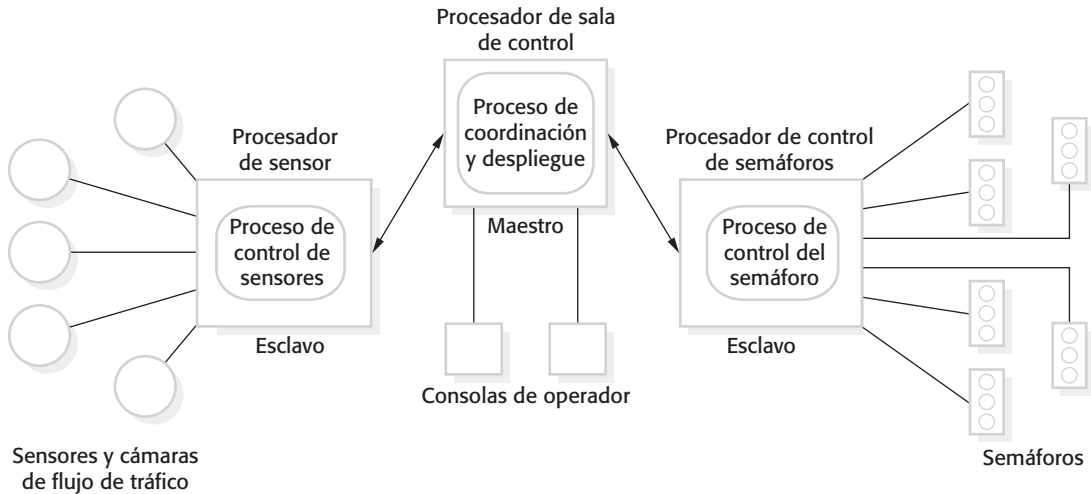 Procesador de sala
de control
Proceso de
coordinación
y despliegue
Maestro
Procesador
de sensor
Proceso de
control de
sensores
Esclavo
Procesador de control
de semáforos
Proceso de
control del
semáforo
Esclavo
Consolas de operador
Sensores y cámaras
de flujo de tráfico
Semáforos